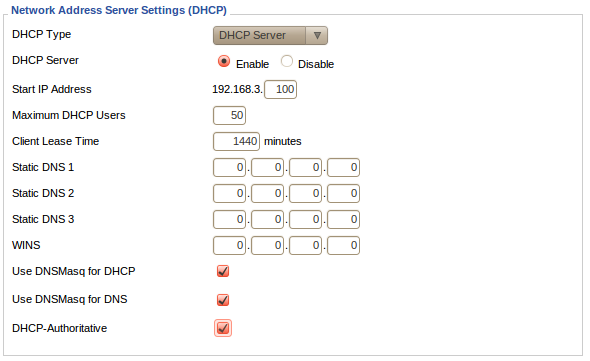 Network Address Server Settings (DHCP)
DHCP Type DHCP Server
DHCP Server Enable Disable
Start IP Address 192.168.3. 100
Maximum DHCP Users 50
Client Lease Time 1440 minutes
Static DNS 1 0 . 0 . 0 . 0
Static DNS 2 0 . 0 . 0 . 0
Static DNS 3 0 . 0 . 0 . 0
WINS 0 . 0 . 0 . 0
Use DNSMasq for DHCP
Use DNSMasq for DNS
DHCP-Authoritative